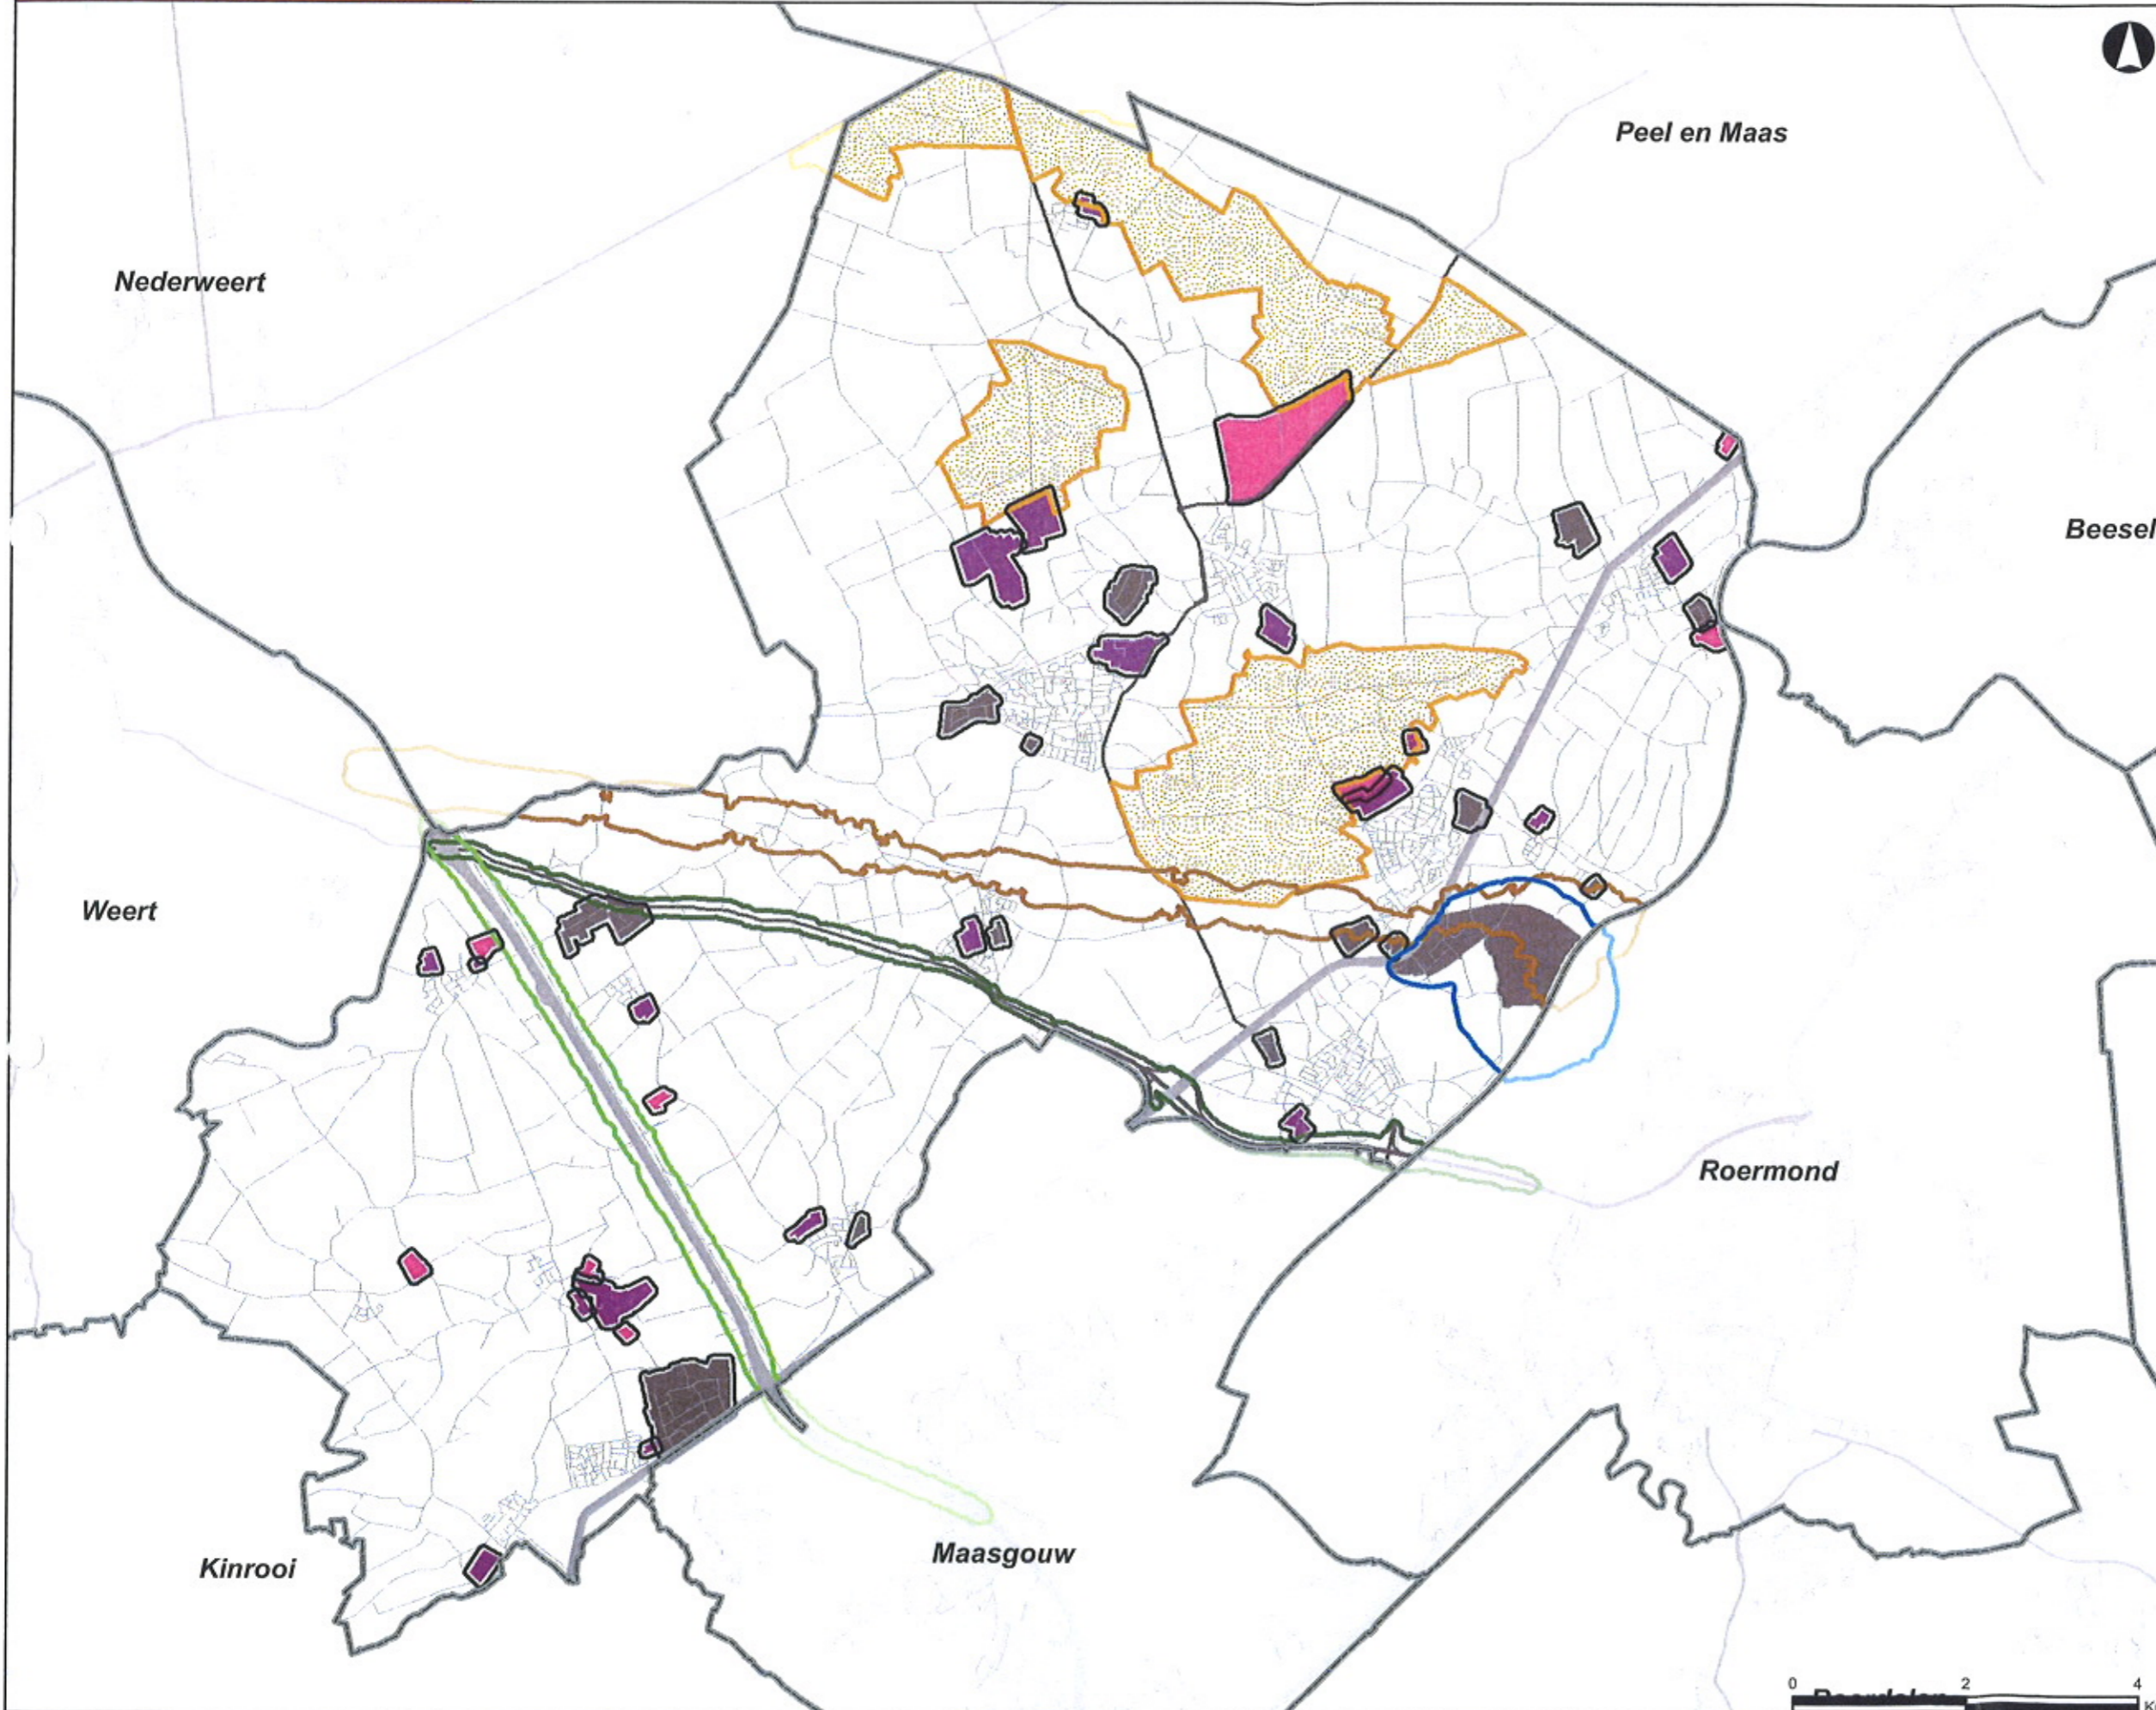 Peel en Maas
Nederweert
Beesel
Weert
Roermond
Maasgouw
Kinrooi
0 2 4